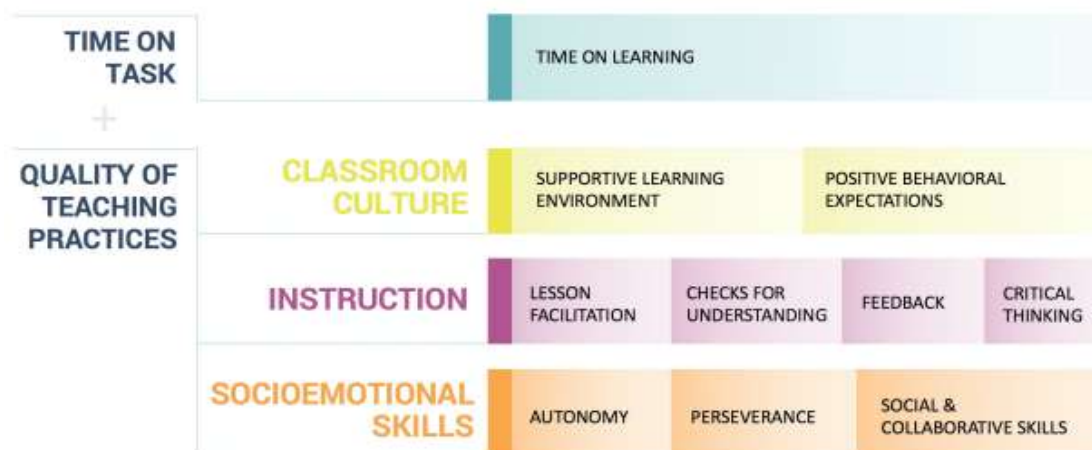 TIME ON
TASK
TIME ON LEARNING
+
QUALITY OF
TEACHING
PRACTICES
CLASSROOM
CULTURE
SUPPORTIVE LEARNING
ENVIRONMENT
POSITIVE BEHAVIORAL
EXPECTATIONS
INSTRUCTION
LESSON
FACILITATION
CHECKS FOR
UNDERSTANDING
FEEDBACK
CRITICAL
THINKING
SOCIOEMOTIONAL
SKILLS
AUTONOMY
PERSEVERANCE
SOCIAL &
COLLABORATIVE SKILLS